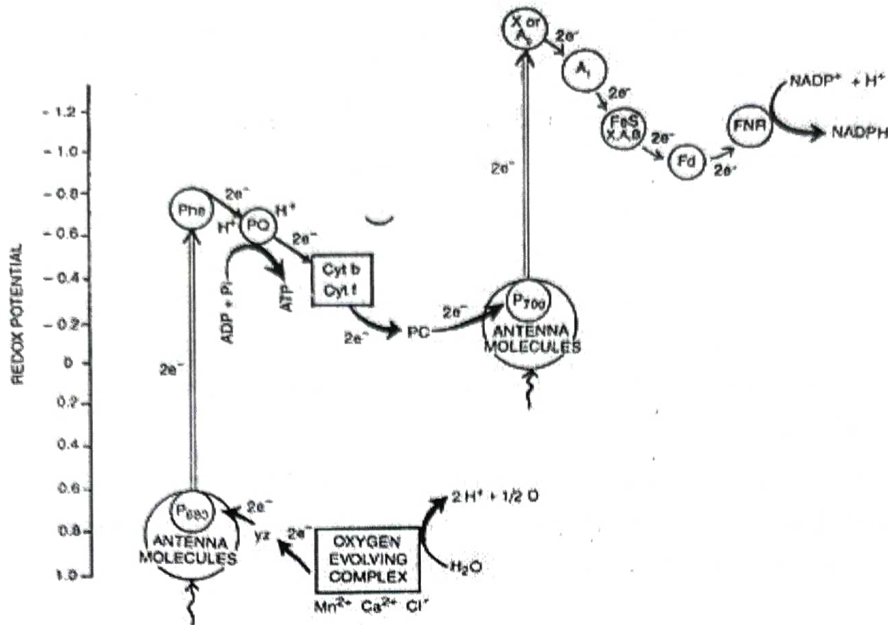 X or
A₀
2e⁻
A₁
2e⁻
FeS
X, A, B
2e⁻
Fd
2e⁻
FNR
NADP⁺ + H⁺
NADPH
2e⁻
REDOX POTENTIAL
- 1.2
- 1.0
- 0.8
- 0.6
- 0.4
- 0.2
0
0.2
0.4
0.6
0.8
1.0
Phe
2e⁻
H⁺
PQ
H⁺
2e⁻
ADP + Pi
ATP
Cyt b
Cyt f
2e⁻
PC
2e⁻
P₇₀₀
ANTENNA
MOLECULES
2e⁻
P₆₈₀
ANTENNA
MOLECULES
2e⁻
yz
2e⁻
OXYGEN
EVOLVING
COMPLEX
Mn²⁺ Ca²⁺ Cl⁻
2 H⁺ + 1/2 O
H₂O